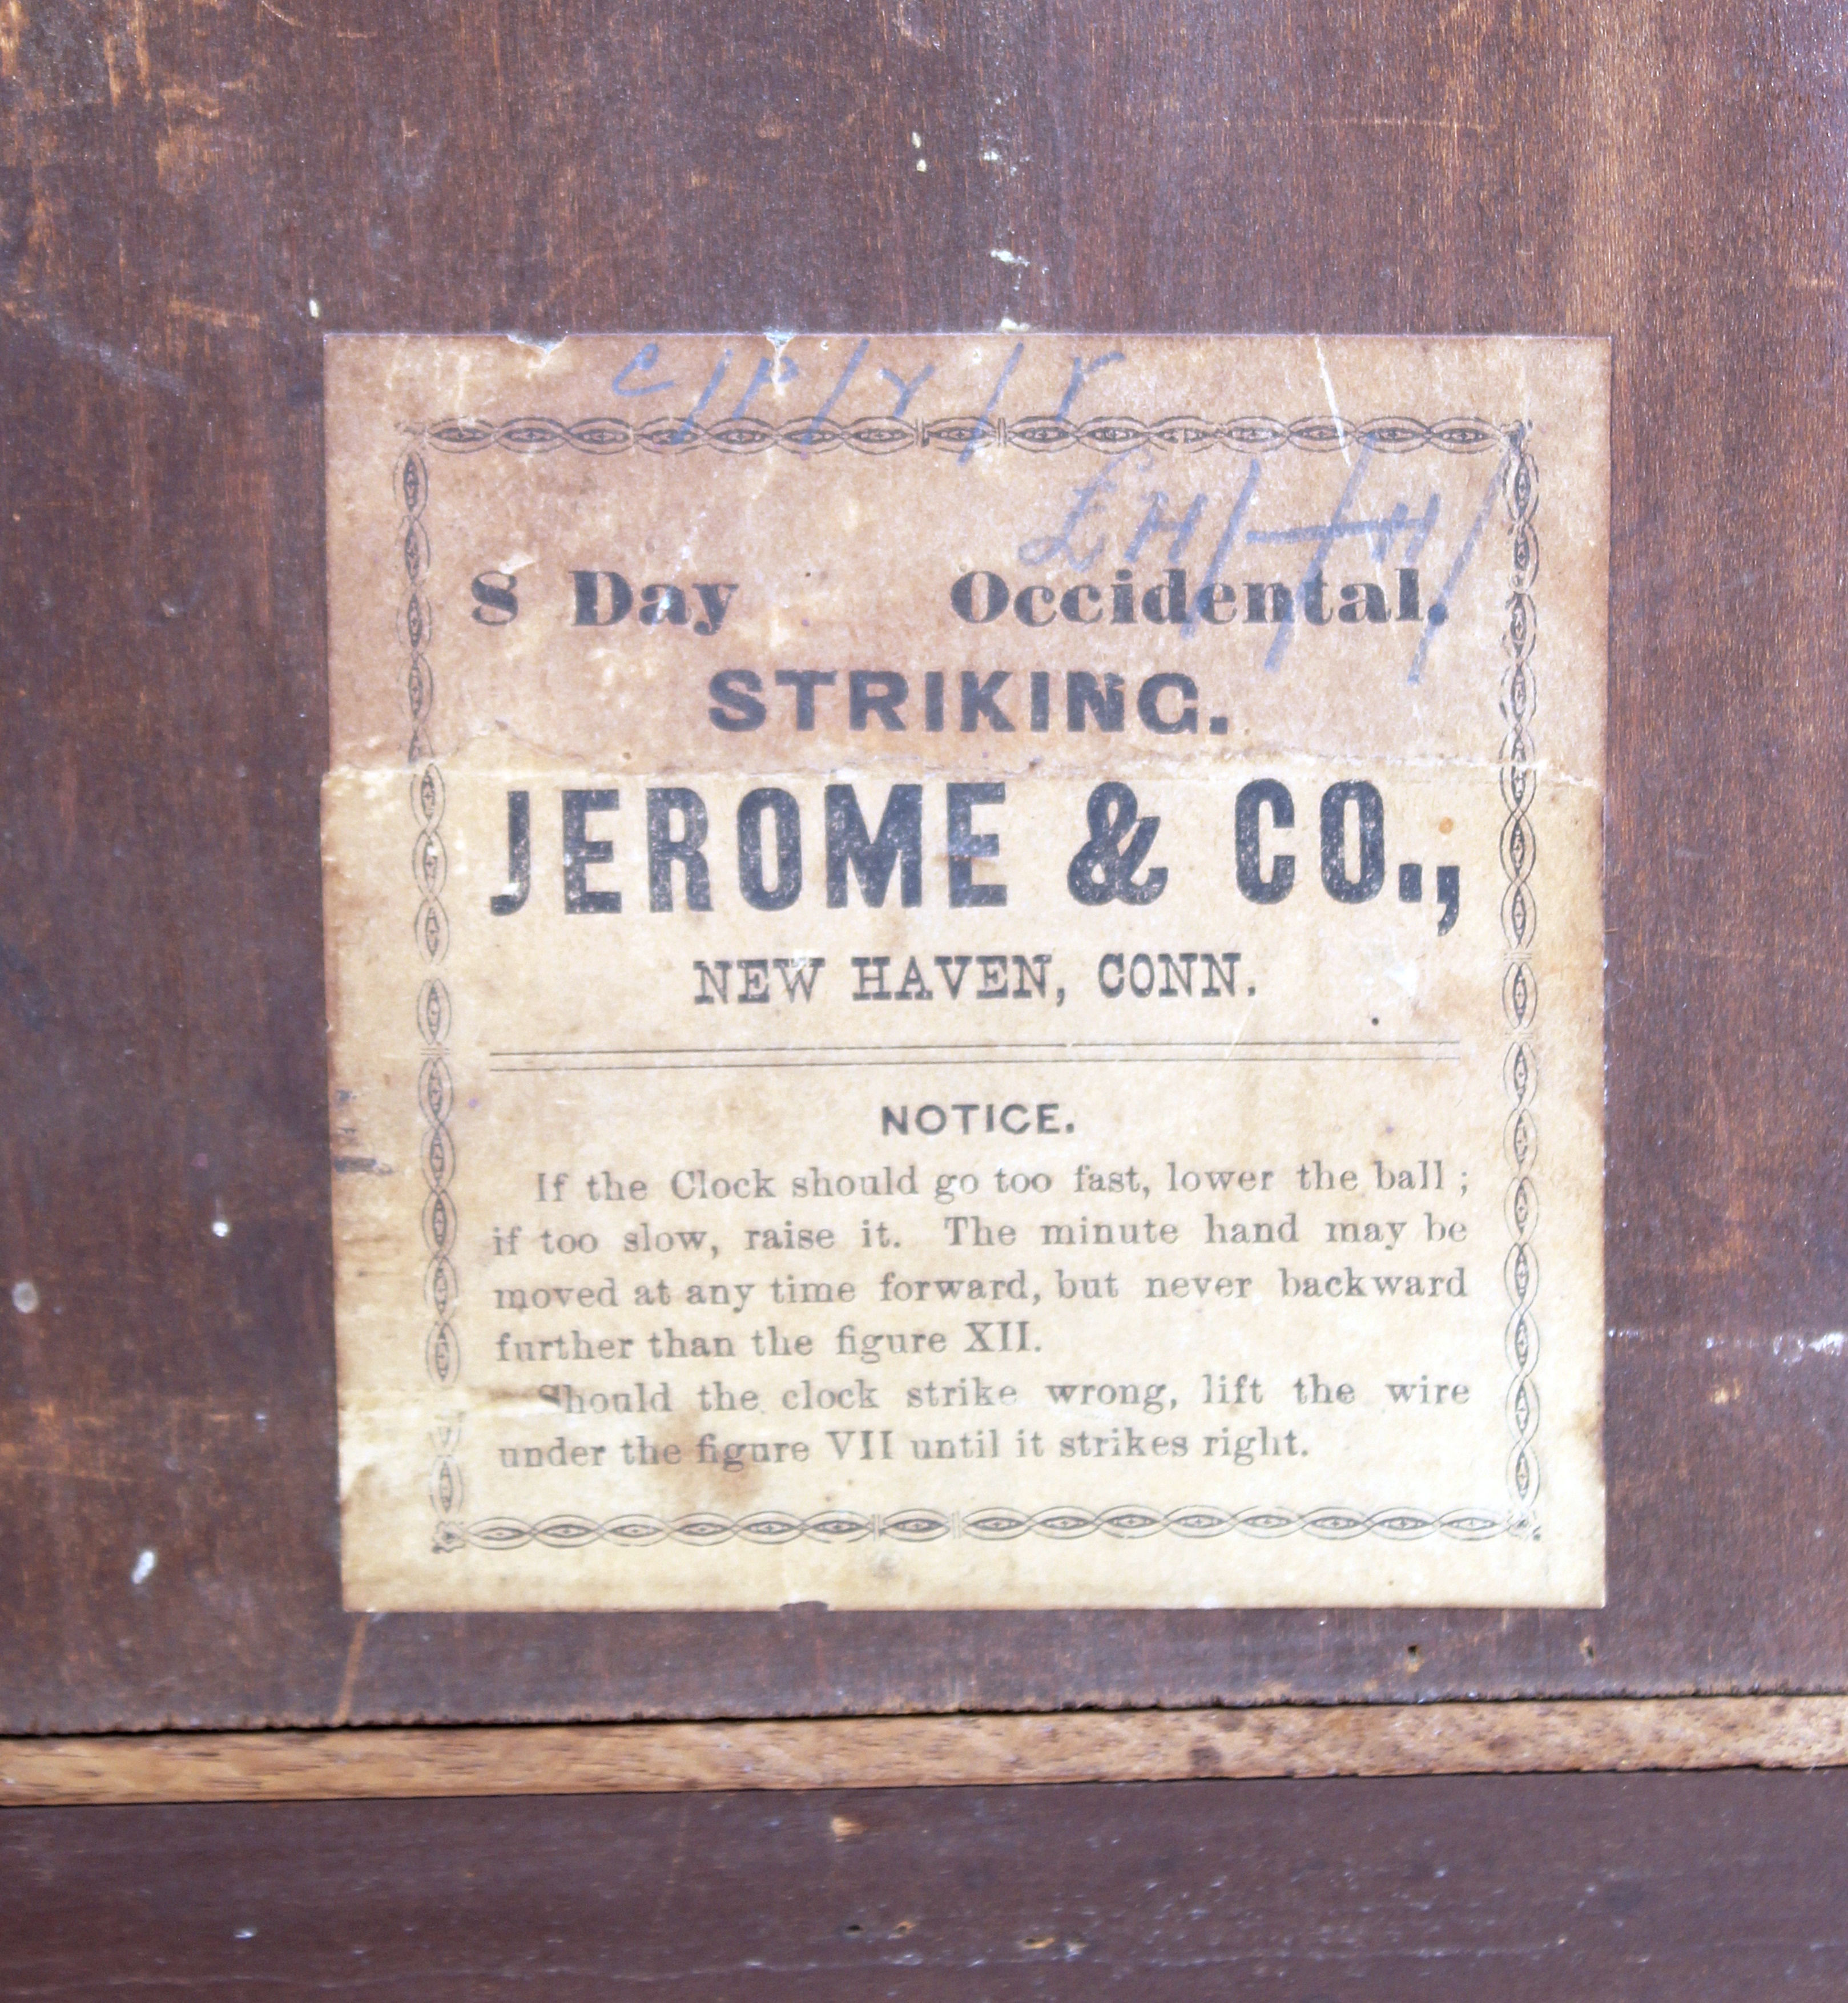 C/P/Y/Y
£H/-/H/
8 Day Occidental.
STRIKING.
JEROME & CO.,
NEW HAVEN, CONN.
NOTICE.
If the Clock should go too fast, lower the ball ;
if too slow, raise it. The minute hand may be
moved at any time forward, but never backward
further than the figure XII.
Should the clock strike wrong, lift the wire
under the figure VII until it strikes right.